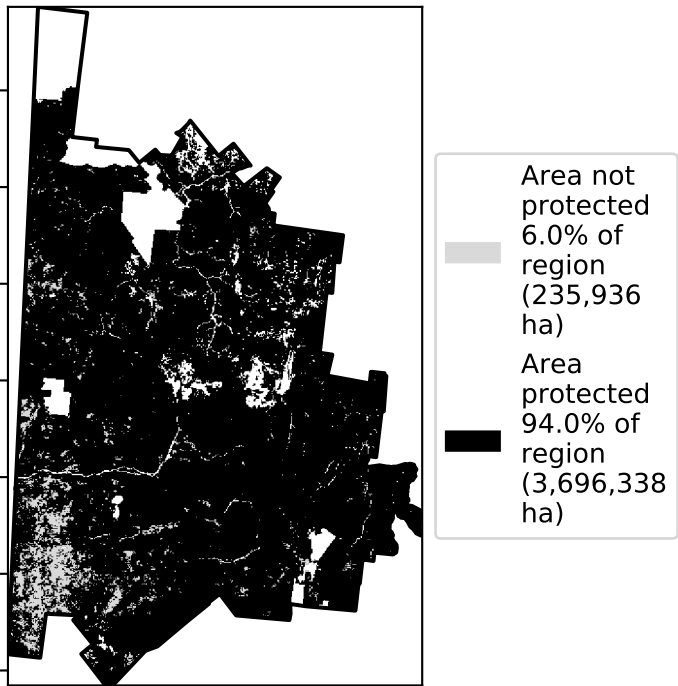 Area not
protected
6.0% of
region
(235,936
ha)
Area
protected
94.0% of
region
(3,696,338
ha)